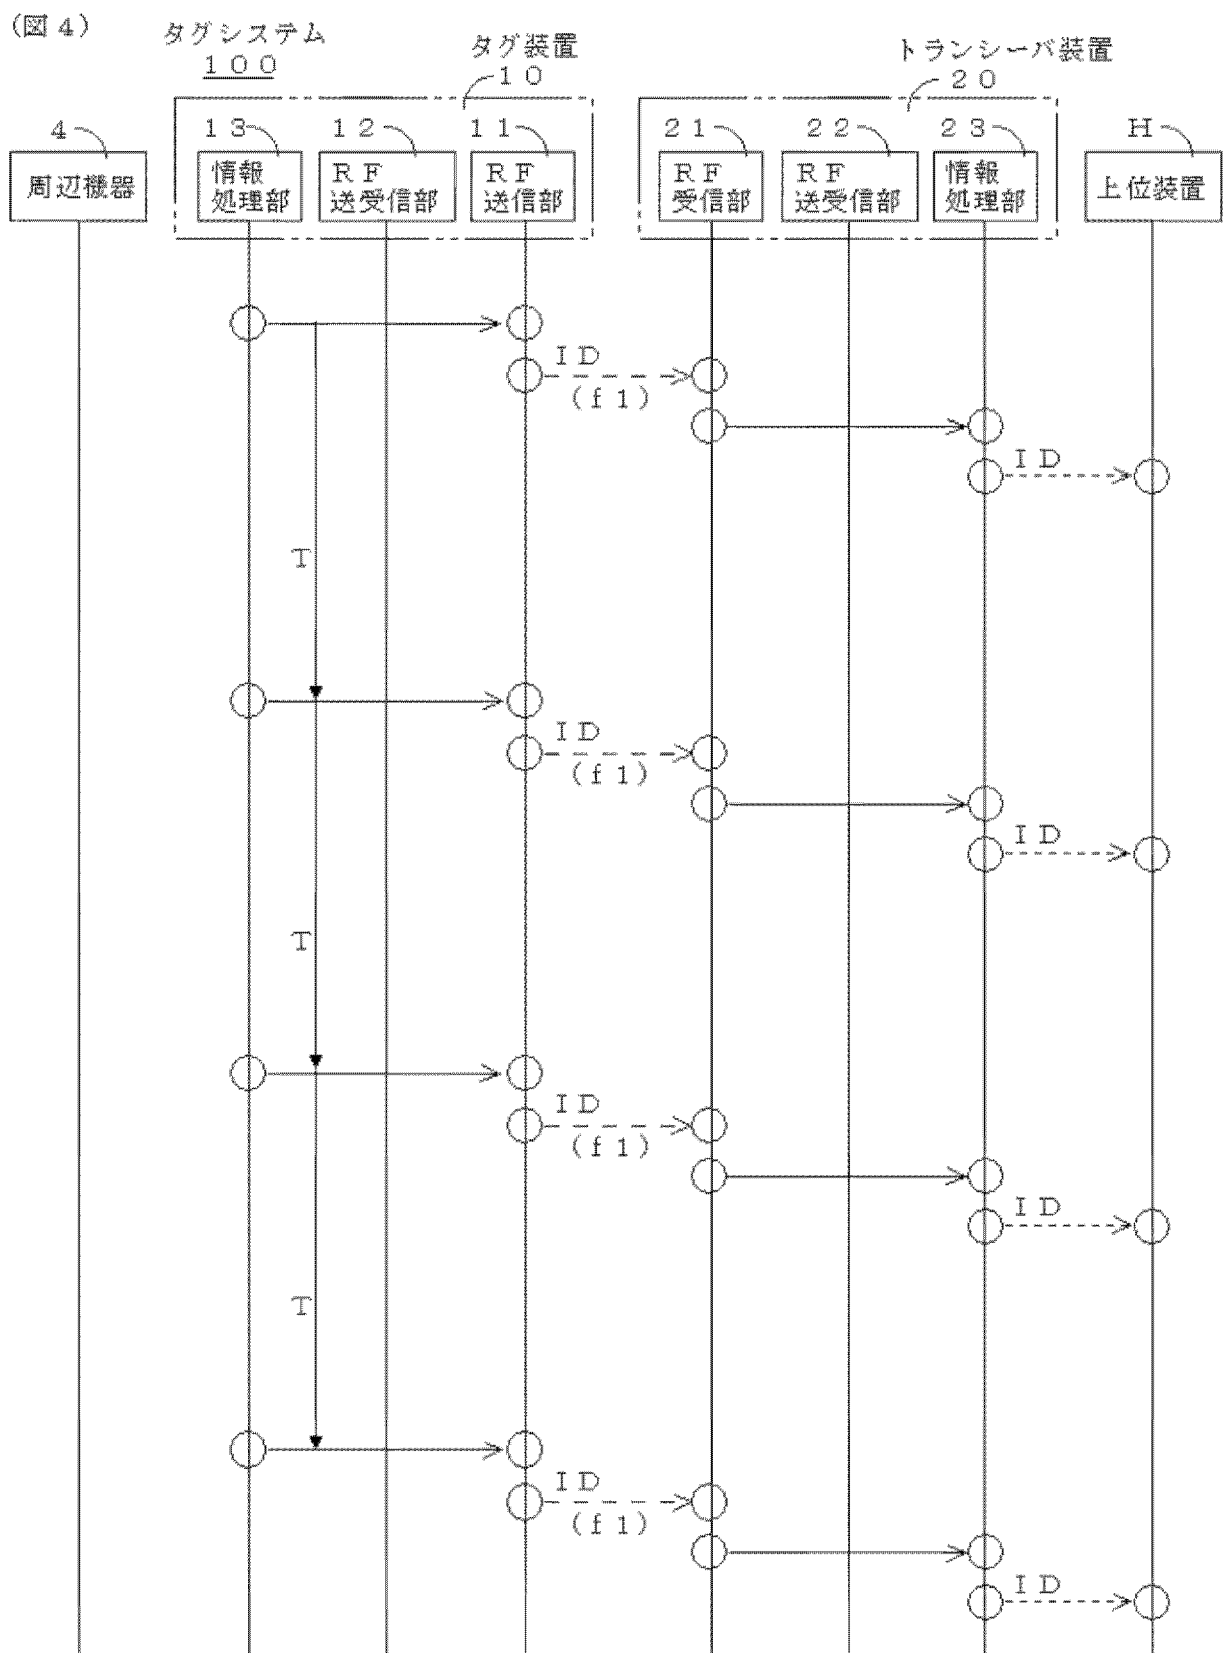 (図4)
タグシステム
100
タグ装置
10
トランシーバ装置
20
4
13
12
11
21
22
23
H
周辺機器
情報
処理部
RF
送受信部
RF
送信部
RF
受信部
RF
送受信部
情報
処理部
上位装置
ID
(f1)
ID
T
ID
(f1)
ID
T
ID
(f1)
ID
T
ID
(f1)
ID